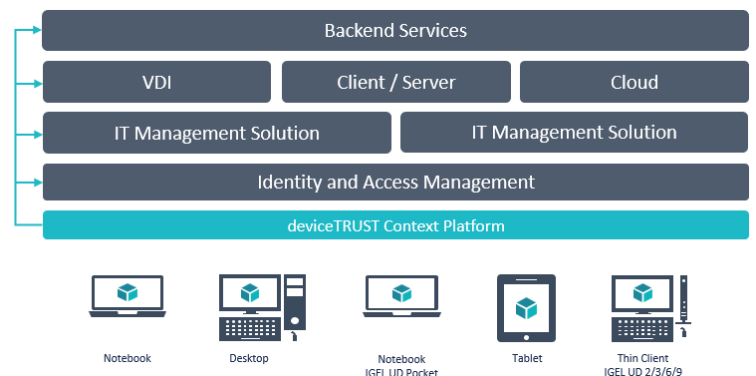 Backend Services
VDI
Client / Server
Cloud
IT Management Solution
IT Management Solution
Identity and Access Management
deviceTRUST Context Platform
Notebook
Desktop
Notebook
IGEL UD Pocket
Tablet
Thin Client
IGEL UD 2/3/6/9